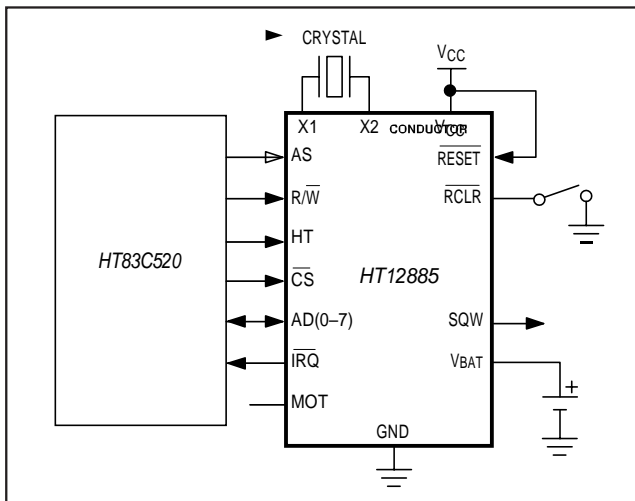 CRYSTAL
VCC
X1
X2
CONDUCTOR
VCC
AS
RESET
R/W
RCLR
HT
HT83C520
HT12885
CS
AD(0–7)
SQW
IRQ
VBAT
+
MOT
GND